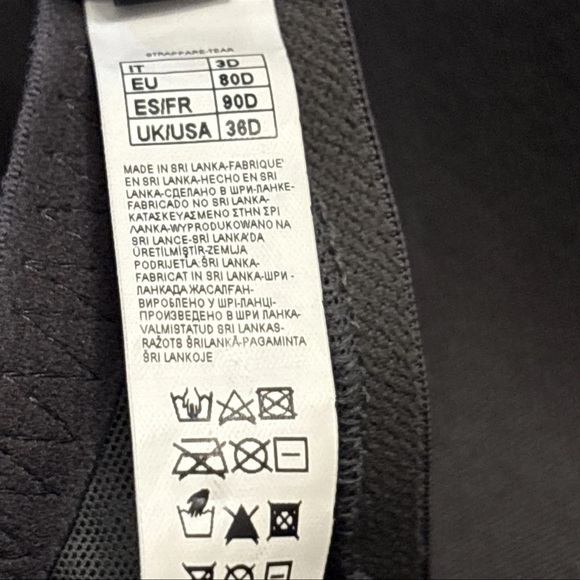 STRAPPARE-TEAR
IT 3D
EU 80D
ES/FR 90D
UK/USA 36D
MADE IN SRI LANKA-FABRIQUE'
EN SRI LANKA-HECHO EN SRI
LANKA-СДЕЛАНО В ШРИ-ЛАНКЕ-
FABRICADO NO SRI LANKA-
ΚΑΤΑΣΚΕΥΑΣΜΕΝΟ ΣΤΗΝ ΣΡΙ
ΛΑΝΚΑ-WYPRODUKOWANO NA
SRI LANCE-SRİ LANKA'DA
ÜRETİLMİŞTİR-ZEMLJA
PODRIJETLA:ŠRI LANKA-
FABRICAT IN SRI LANKA-ШРИ -
ЛАНКАДА ЖАСАЛҒАН-
ВИРОБЛЕНО У ШРІ-ЛАНЦІ-
ПРОИЗВЕДЕНО В ШРИ ЛАНКА-
VALMISTATUD SRI LANKAS-
RAŽOTS ŠRILANKĀ-PAGAMINTA
ŠRI LANKOJE